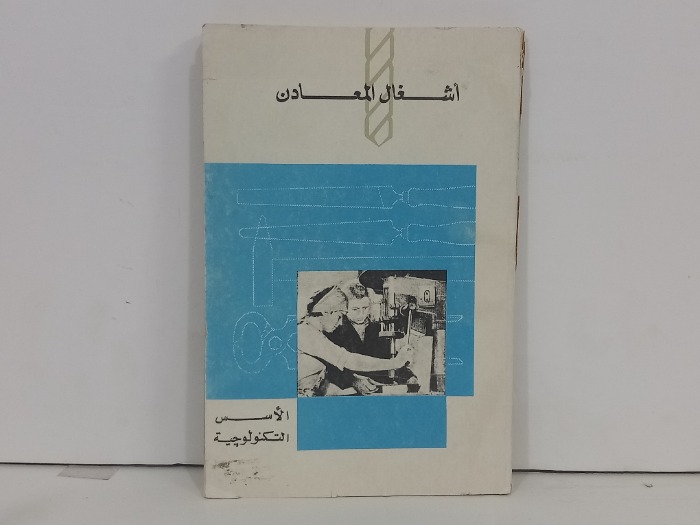 أشغال المعادن
الأسس
التكنولوجية